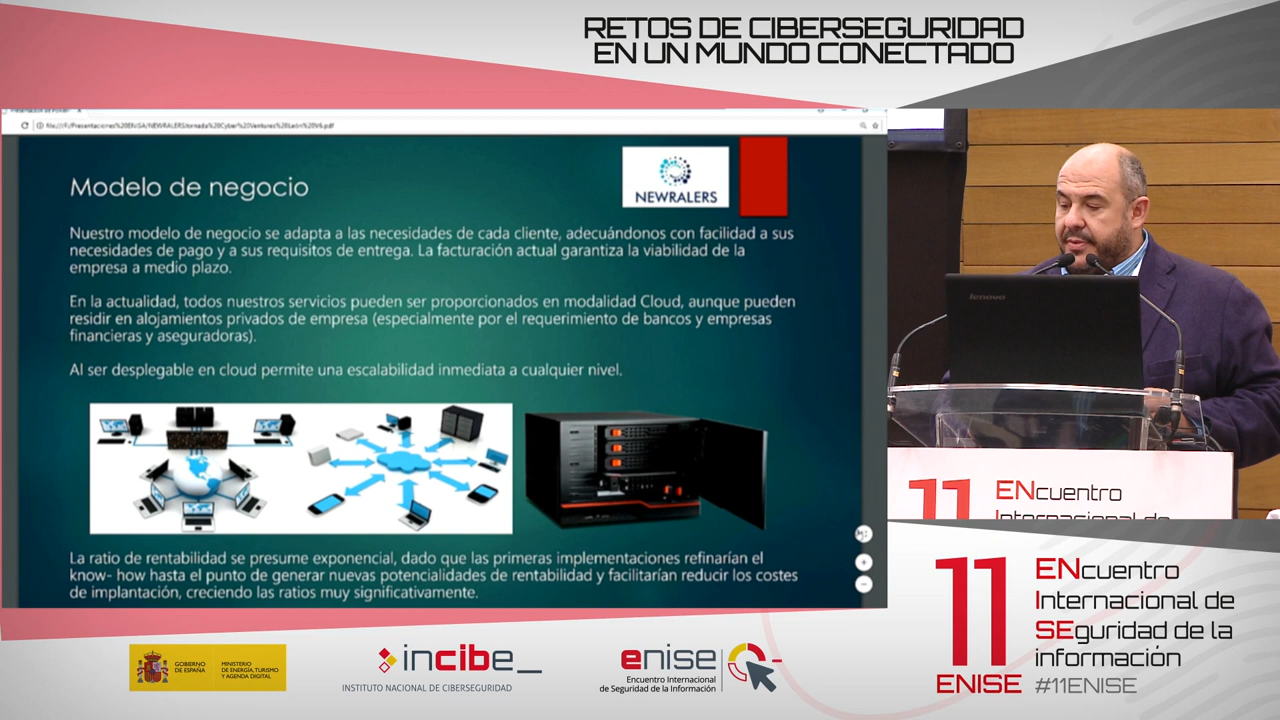 RETOS DE CIBERSEGURIDAD
EN UN MUNDO CONECTADO
file:///F:/Presentaciones%20ENISA/NEWRALERSJornada%20Cyber%20Ventures%20León%20V6.pdf
Modelo de negocio
NEWRALERS
Nuestro modelo de negocio se adapta a las necesidades de cada cliente, adecuándonos con facilidad a sus
necesidades de pago y a sus requisitos de entrega. La facturación actual garantiza la viabilidad de la
empresa a medio plazo.
En la actualidad, todos nuestros servicios pueden ser proporcionados en modalidad Cloud, aunque pueden
residir en alojamientos privados de empresa (especialmente por el requerimiento de bancos y empresas
financieras y aseguradoras).
Al ser desplegable en cloud permite una escalabilidad inmediata a cualquier nivel.
La ratio de rentabilidad se presume exponencial, dado que las primeras implementaciones refinarían el
know- how hasta el punto de generar nuevas potencialidades de rentabilidad y facilitarían reducir los costes
de implantación, creciendo las ratios muy significativamente.
lenovo
11 ENcuentro
Internacional de
11 ENcuentro
Internacional de
SEguridad de la
información
ENISE #11ENISE
GOBIERNO
DE ESPAÑA
MINISTERIO
DE ENERGÍA, TURISMO
Y AGENDA DIGITAL
incibe_
INSTITUTO NACIONAL DE CIBERSEGURIDAD
enise
Encuentro Internacional
de Seguridad de la Información